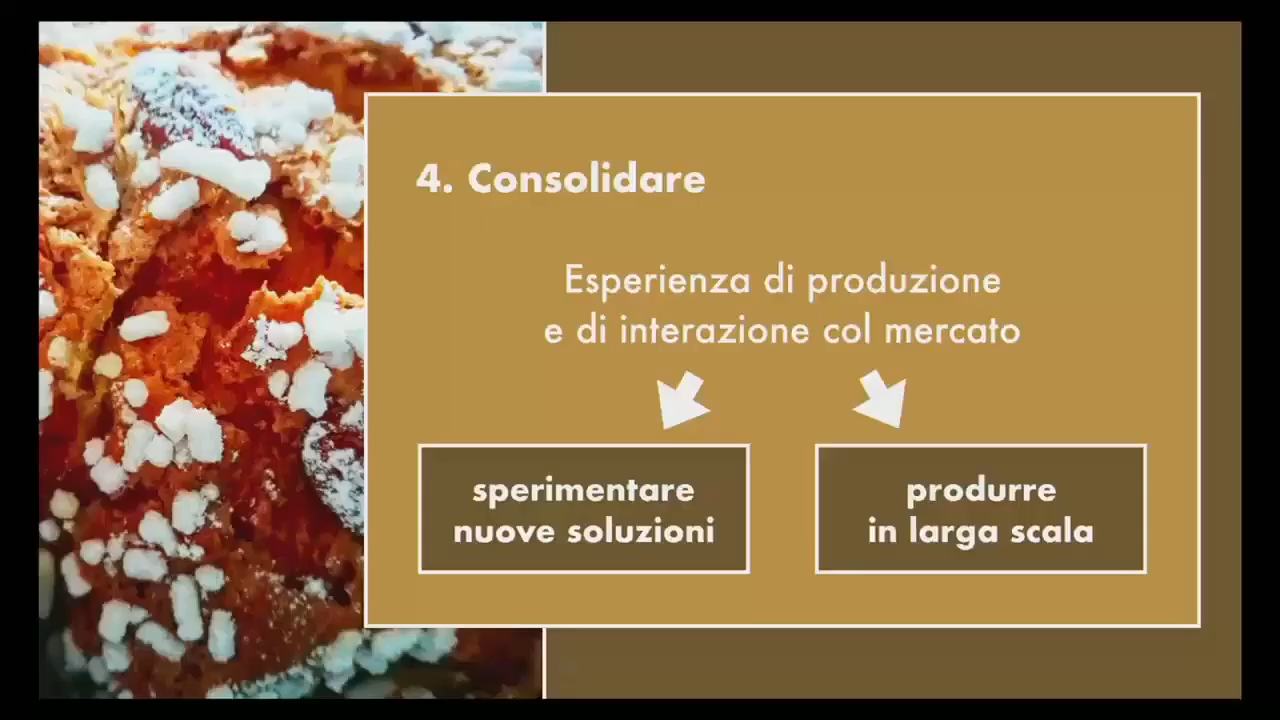 4. Consolidare
Esperienza di produzione
e di interazione col mercato
sperimentare
nuove soluzioni
produrre
in larga scala